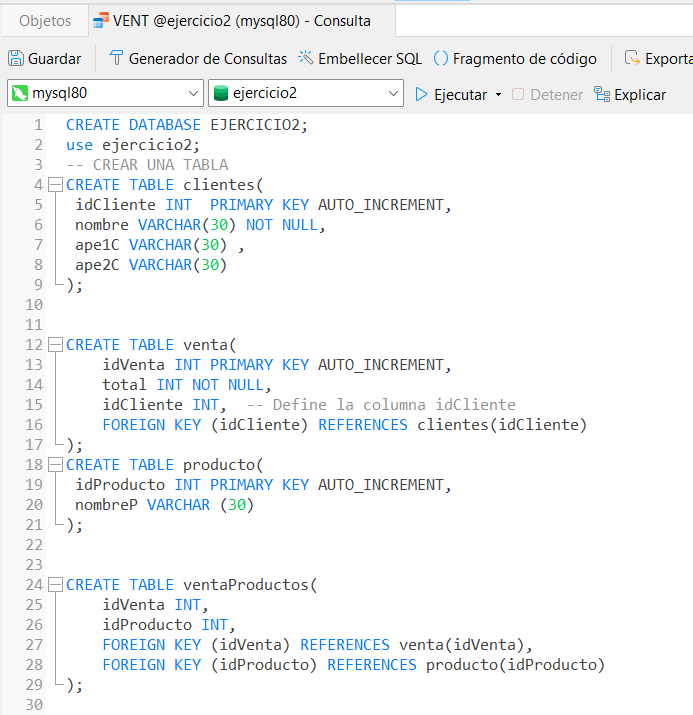 Objetos
VENT @ejercicio2 (mysql80) - Consulta
Guardar Generador de Consultas Embellecer SQL () Fragmento de código Exporta
mysql80 ejercicio2 Ejecutar Detener Explicar
1 CREATE DATABASE EJERCICIO2;
2 use ejercicio2;
3 -- CREAR UNA TABLA
4 CREATE TABLE clientes(
5 idCliente INT  PRIMARY KEY AUTO_INCREMENT,
6 nombre VARCHAR(30) NOT NULL,
7 ape1C VARCHAR(30) ,
8 ape2C VARCHAR(30)
9 );
10
11
12 CREATE TABLE venta(
13 idVenta INT PRIMARY KEY AUTO_INCREMENT,
14 total INT NOT NULL,
15 idCliente INT,  -- Define la columna idCliente
16 FOREIGN KEY (idCliente) REFERENCES clientes(idCliente)
17 );
18 CREATE TABLE producto(
19 idProducto INT PRIMARY KEY AUTO_INCREMENT,
20 nombreP VARCHAR (30)
21 );
22
23
24 CREATE TABLE ventaProductos(
25 idVenta INT,
26 idProducto INT,
27 FOREIGN KEY (idVenta) REFERENCES venta(idVenta),
28 FOREIGN KEY (idProducto) REFERENCES producto(idProducto)
29 );
30